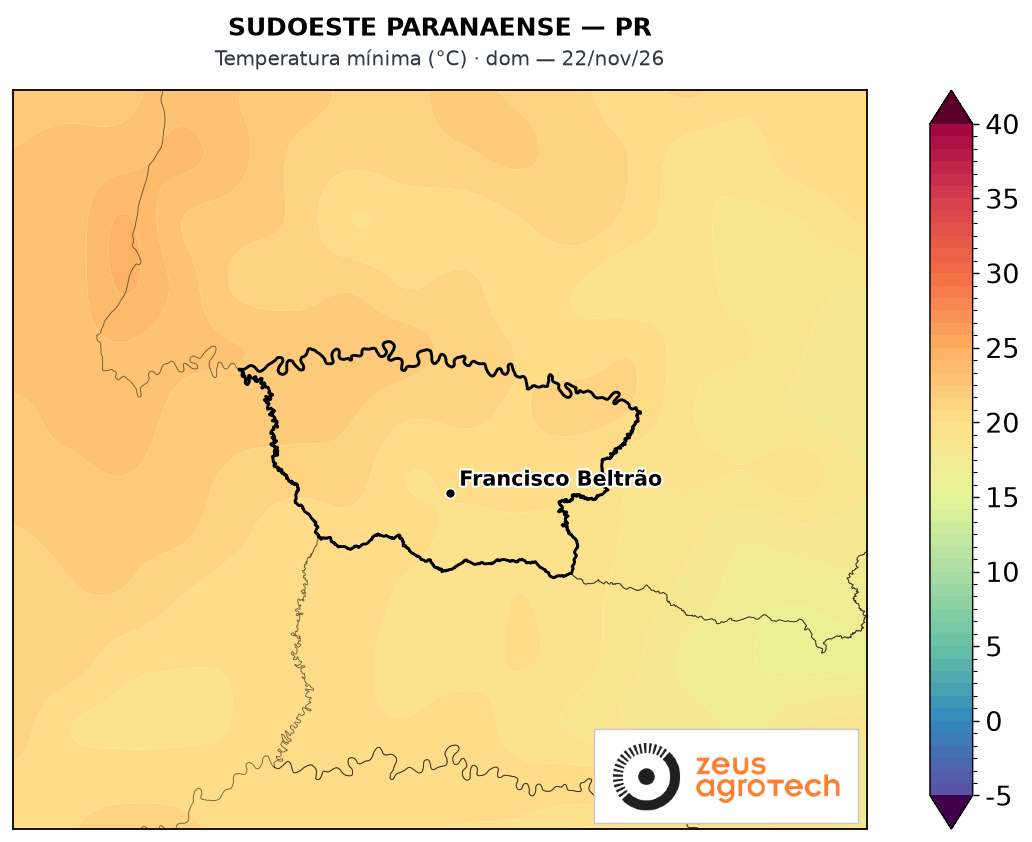 SUDOESTE PARANAENSE — PR
Temperatura mínima (°C) · dom — 22/nov/26
40
35
30
25
20
15
10
5
0
-5
Francisco Beltrão
zeus
agrotech